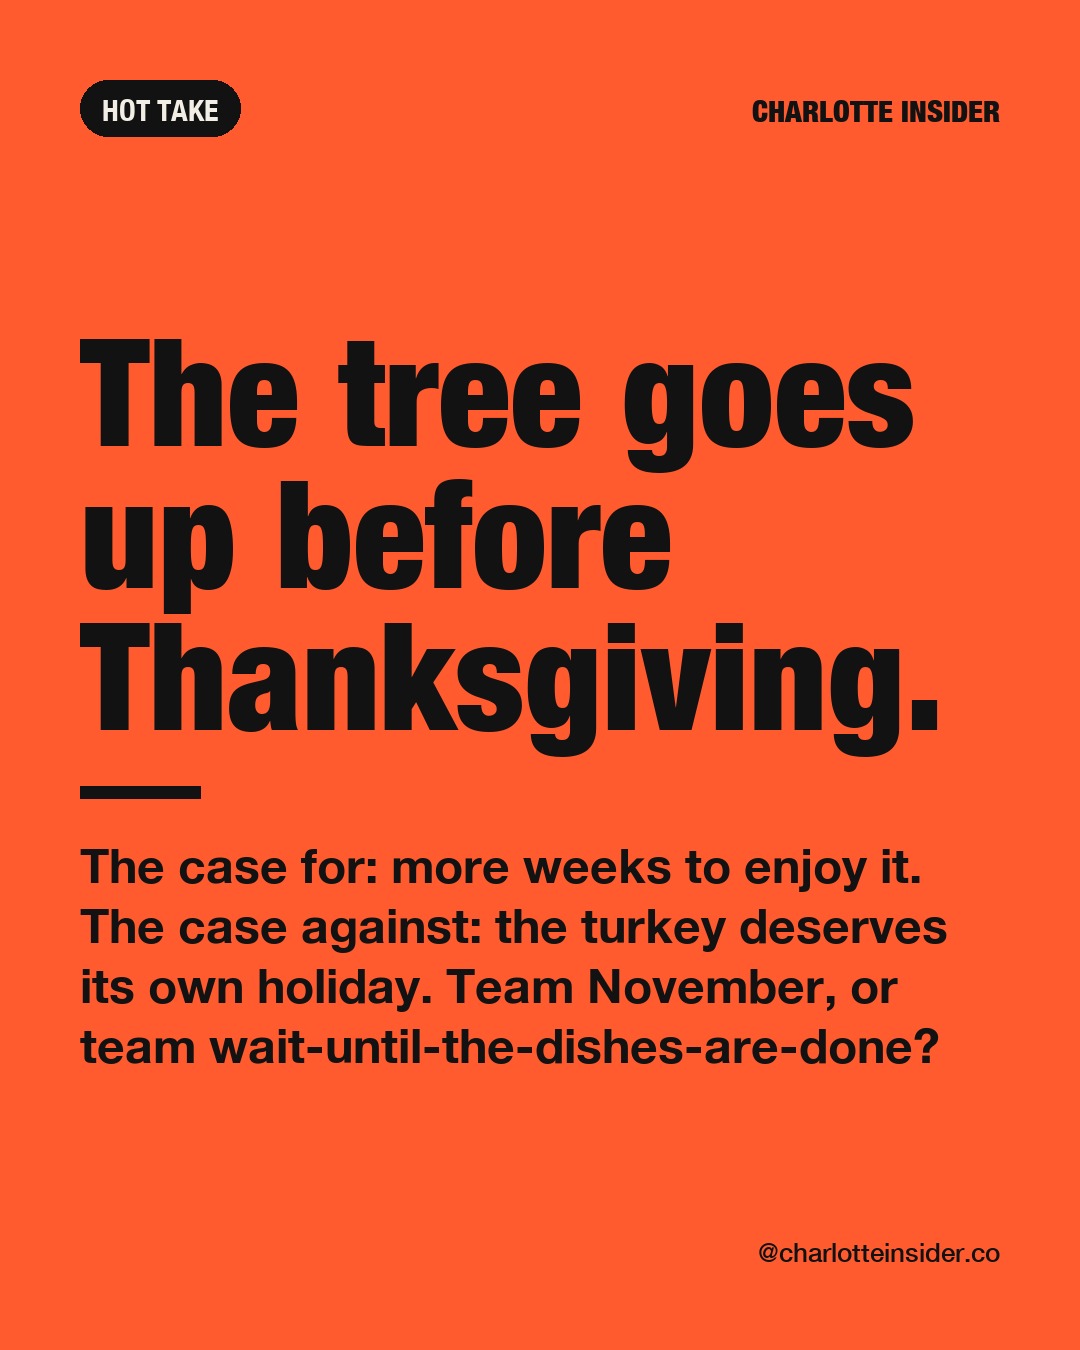 HOT TAKE
CHARLOTTE INSIDER
The tree goes
up before
Thanksgiving.
The case for: more weeks to enjoy it.
The case against: the turkey deserves
its own holiday. Team November, or
team wait-until-the-dishes-are-done?
@charlotteinsider.co